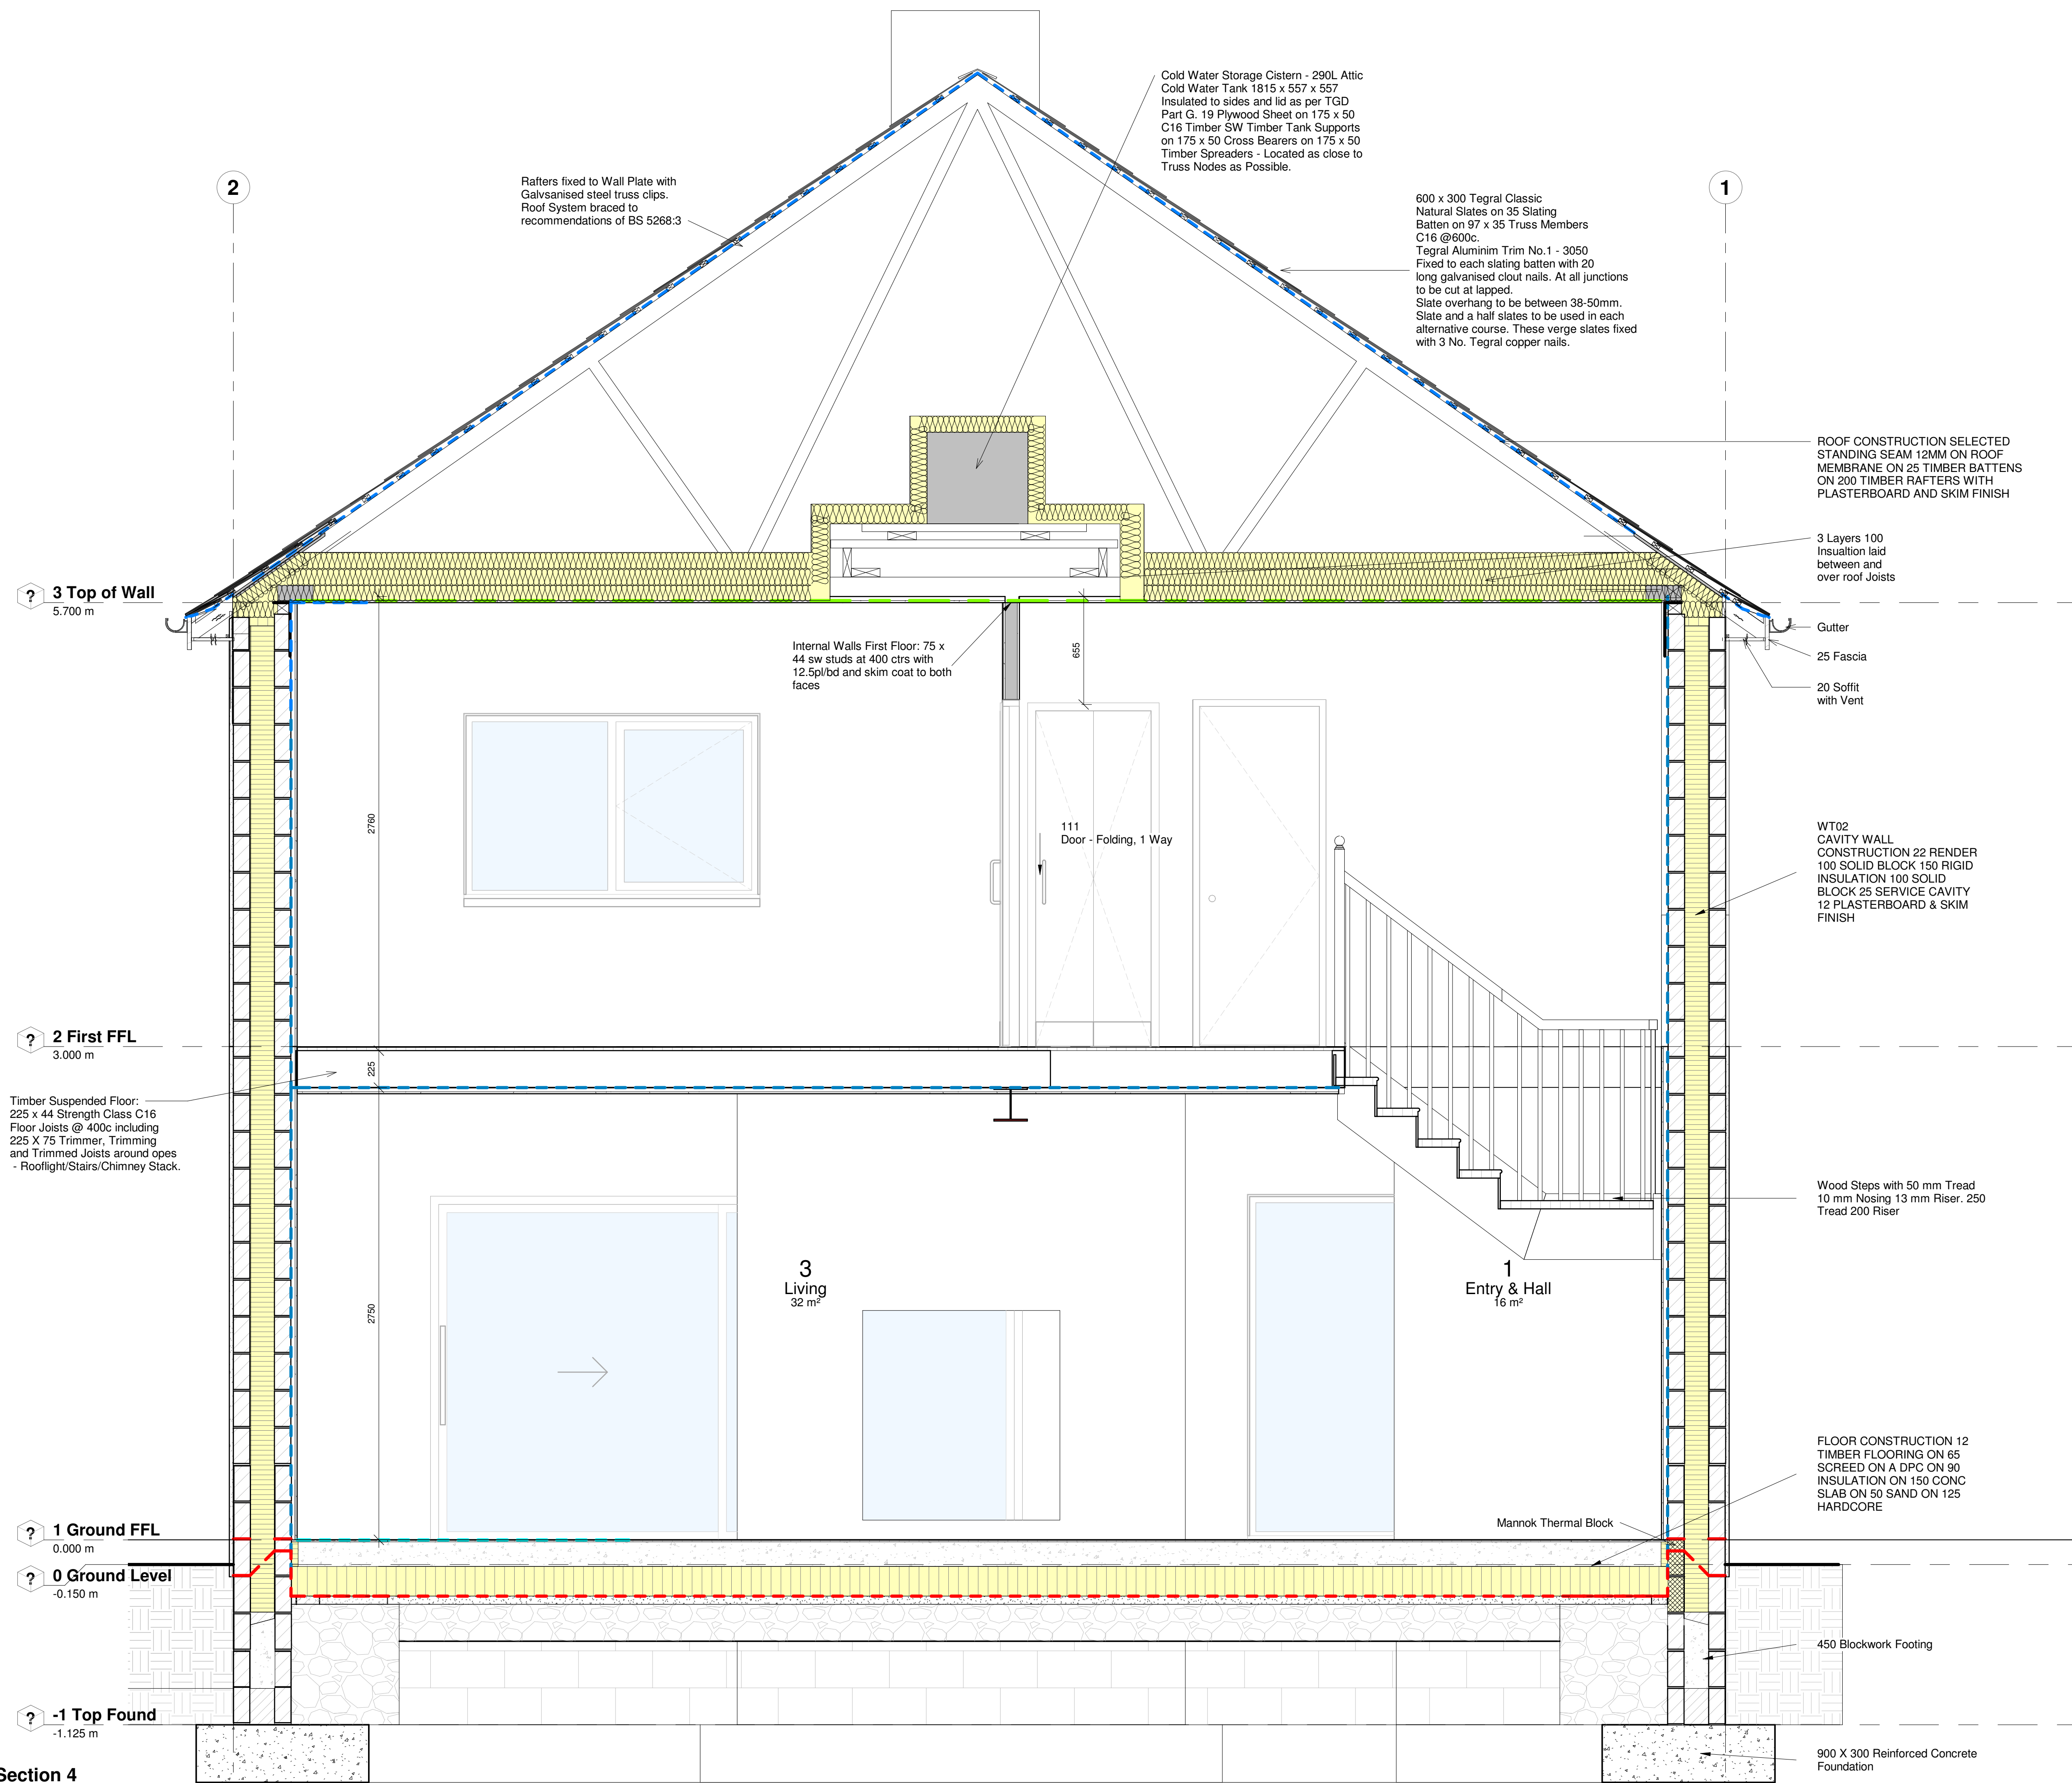 Cold Water Storage Cistern - 290L Attic
Cold Water Tank 1815 x 557 x 557
Insulated to sides and lid as per TGD
Part G. 19 Plywood Sheet on 175 x 50
C16 Timber SW Timber Tank Supports
on 175 x 50 Cross Bearers on 175 x 50
Timber Spreaders - Located as close to
Truss Nodes as Possible.
2
Rafters fixed to Wall Plate with
Galvsanised steel truss clips.
Roof System braced to
recommendations of BS 5268:3
1
600 x 300 Tegral Classic
Natural Slates on 35 Slating
Batten on 97 x 35 Truss Members
C16 @600c.
Tegral Aluminim Trim No.1 - 3050
Fixed to each slating batten with 20
long galvanised clout nails. At all junctions
to be cut at lapped.
Slate overhang to be between 38-50mm.
Slate and a half slates to be used in each
alternative course. These verge slates fixed
with 3 No. Tegral copper nails.
ROOF CONSTRUCTION SELECTED
STANDING SEAM 12MM ON ROOF
MEMBRANE ON 25 TIMBER BATTENS
ON 200 TIMBER RAFTERS WITH
PLASTERBOARD AND SKIM FINISH
3 Layers 100
Insualtion laid
between and
over roof Joists
? 3 Top of Wall
5.700 m
Gutter
25 Fascia
20 Soffit
with Vent
Internal Walls First Floor: 75 x
44 sw studs at 400 ctrs with
12.5pl/bd and skim coat to both
faces
655
2760
111
Door - Folding, 1 Way
WT02
CAVITY WALL
CONSTRUCTION 22 RENDER
100 SOLID BLOCK 150 RIGID
INSULATION 100 SOLID
BLOCK 25 SERVICE CAVITY
12 PLASTERBOARD & SKIM
FINISH
? 2 First FFL
3.000 m
225
Timber Suspended Floor:
225 x 44 Strength Class C16
Floor Joists @ 400c including
225 X 75 Trimmer, Trimming
and Trimmed Joists around opes
- Rooflight/Stairs/Chimney Stack.
Wood Steps with 50 mm Tread
10 mm Nosing 13 mm Riser. 250
Tread 200 Riser
3
Living
32 m²
1
Entry & Hall
16 m²
2750
FLOOR CONSTRUCTION 12
TIMBER FLOORING ON 65
SCREED ON A DPC ON 90
INSULATION ON 150 CONC
SLAB ON 50 SAND ON 125
HARDCORE
Mannok Thermal Block
? 1 Ground FFL
0.000 m
? 0 Ground Level
-0.150 m
450 Blockwork Footing
? -1 Top Found
-1.125 m
900 X 300 Reinforced Concrete
Foundation
Section 4